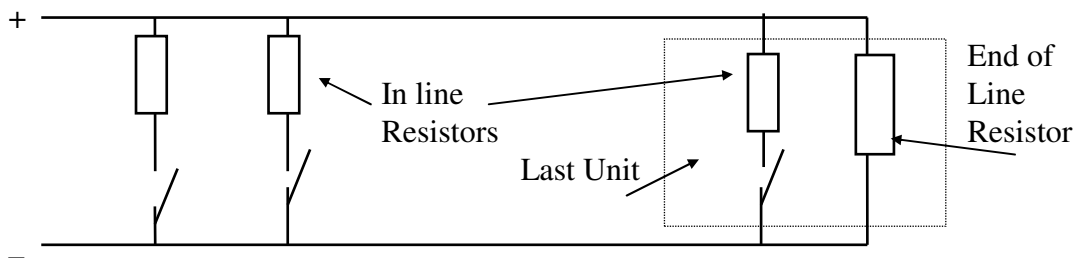 +
In line
Resistors
Last Unit
End of
Line
Resistor